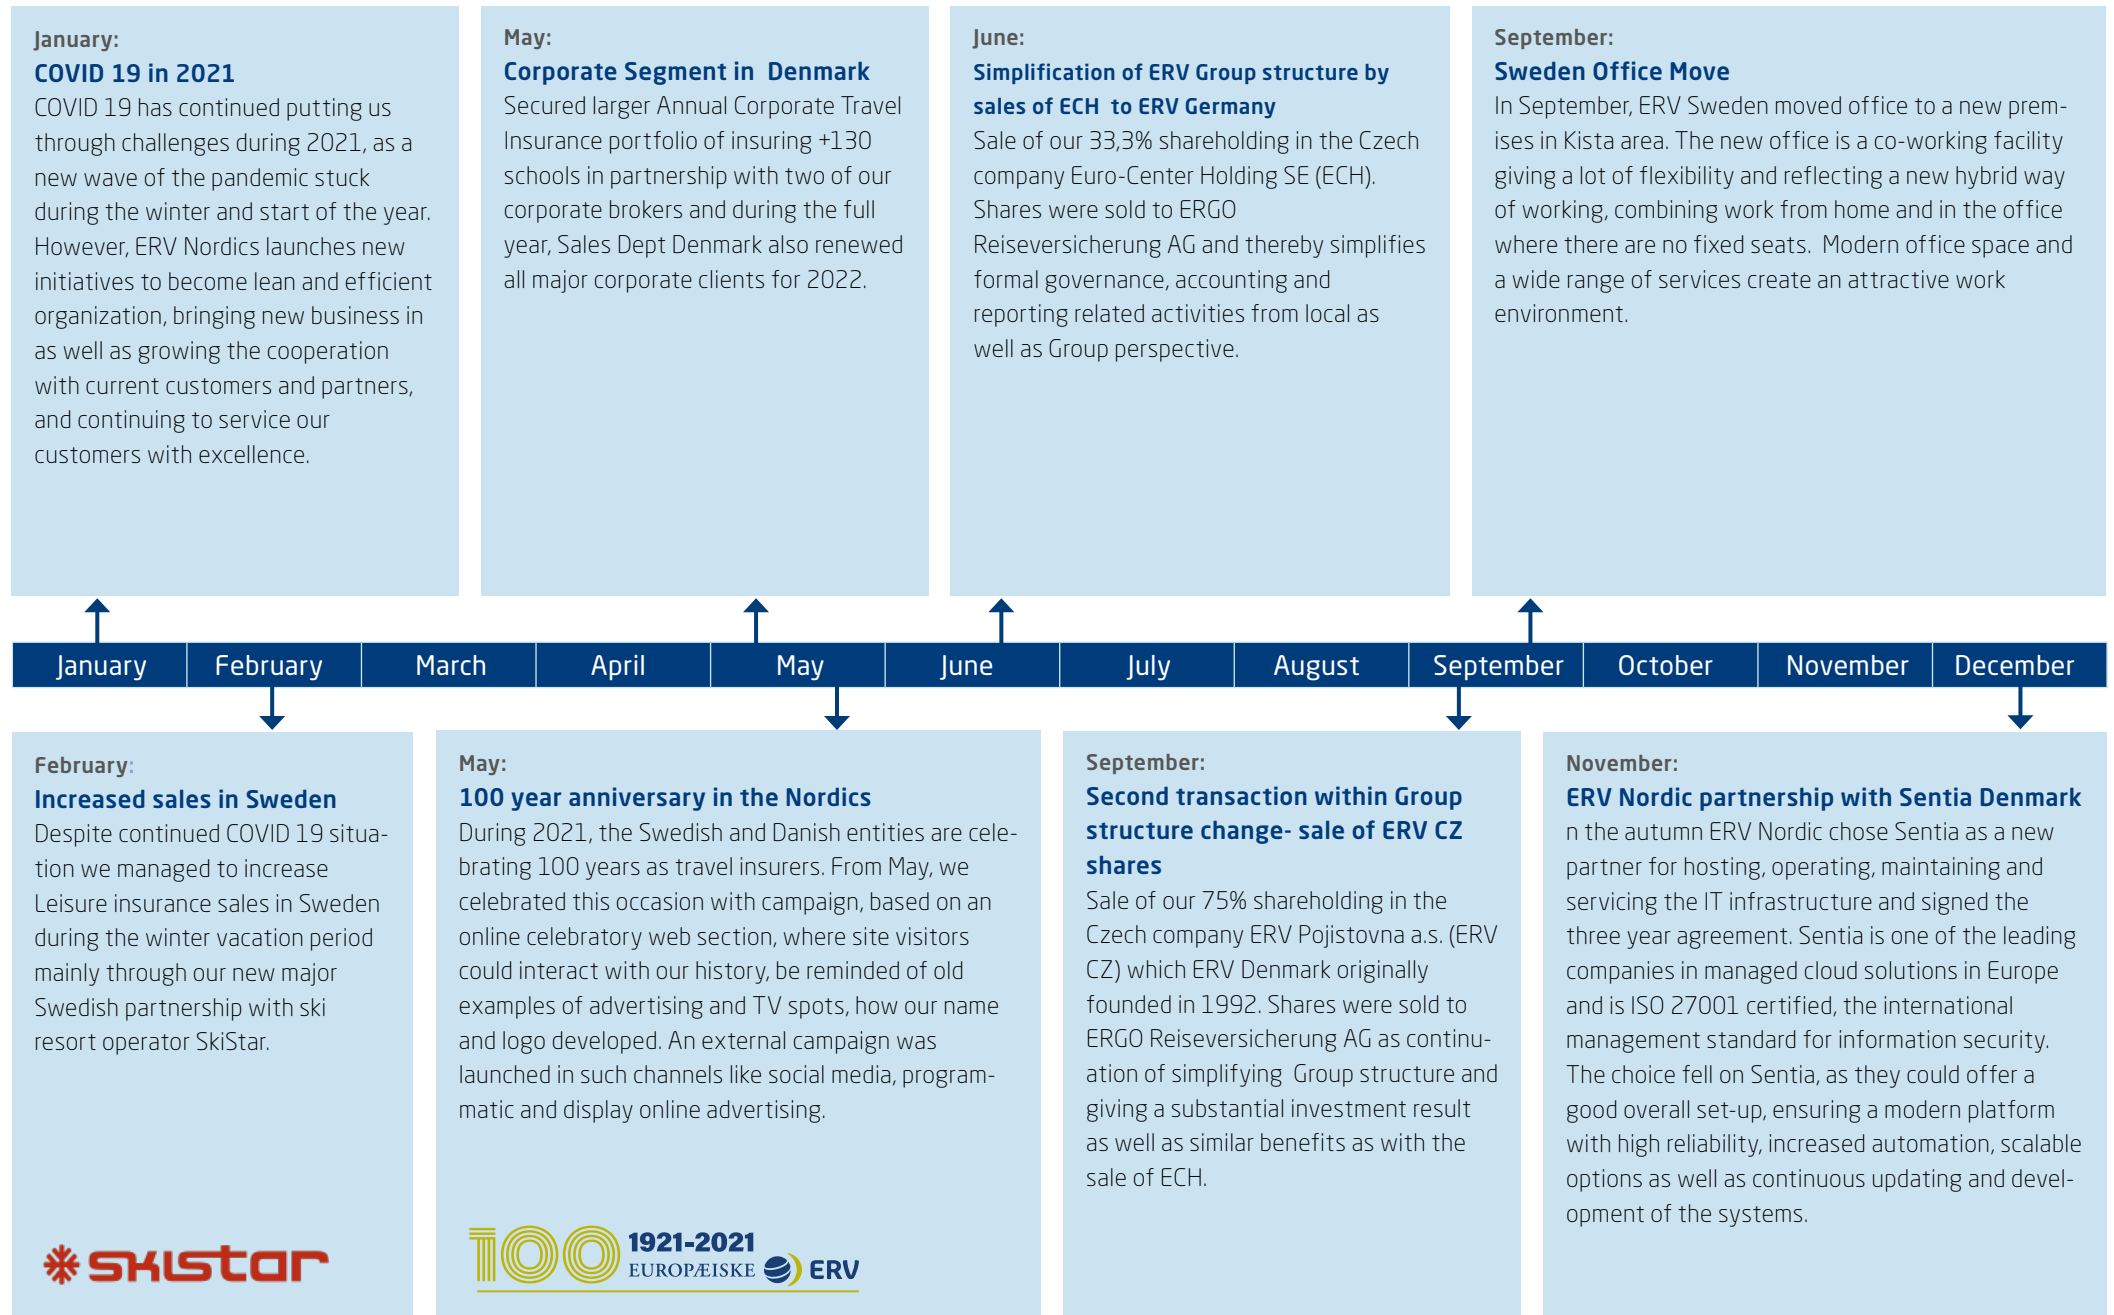 January:
COVID 19 in 2021
COVID 19 has continued putting us
through challenges during 2021, as a
new wave of the pandemic stuck
during the winter and start of the year.
However, ERV Nordics launches new
initiatives to become lean and efficient
organization, bringing new business in
as well as growing the cooperation
with current customers and partners,
and continuing to service our
customers with excellence.
May:
Corporate Segment in Denmark
Secured larger Annual Corporate Travel
Insurance portfolio of insuring +130
schools in partnership with two of our
corporate brokers and during the full
year, Sales Dept Denmark also renewed
all major corporate clients for 2022.
June:
Simplification of ERV Group structure by
sales of ECH to ERV Germany
Sale of our 33,3% shareholding in the Czech
company Euro-Center Holding SE (ECH).
Shares were sold to ERGO
Reiseversicherung AG and thereby simplifies
formal governance, accounting and
reporting related activities from local as
well as Group perspective.
September:
Sweden Office Move
In September, ERV Sweden moved office to a new prem-
ises in Kista area. The new office is a co-working facility
giving a lot of flexibility and reflecting a new hybrid way
of working, combining work from home and in the office
where there are no fixed seats. Modern office space and
a wide range of services create an attractive work
environment.
January February March April May June July August September October November December
February:
Increased sales in Sweden
Despite continued COVID 19 situa-
tion we managed to increase
Leisure insurance sales in Sweden
during the winter vacation period
mainly through our new major
Swedish partnership with ski
resort operator SkiStar.
skistar
May:
100 year anniversary in the Nordics
During 2021, the Swedish and Danish entities are cele-
brating 100 years as travel insurers. From May, we
celebrated this occasion with campaign, based on an
online celebratory web section, where site visitors
could interact with our history, be reminded of old
examples of advertising and TV spots, how our name
and logo developed. An external campaign was
launched in such channels like social media, program-
matic and display online advertising.
100 1921-2021
EUROPÆISKE ERV
September:
Second transaction within Group
structure change- sale of ERV CZ
shares
Sale of our 75% shareholding in the
Czech company ERV Pojistovna a.s. (ERV
CZ) which ERV Denmark originally
founded in 1992. Shares were sold to
ERGO Reiseversicherung AG as continu-
ation of simplifying Group structure and
giving a substantial investment result
as well as similar benefits as with the
sale of ECH.
November:
ERV Nordic partnership with Sentia Denmark
n the autumn ERV Nordic chose Sentia as a new
partner for hosting, operating, maintaining and
servicing the IT infrastructure and signed the
three year agreement. Sentia is one of the leading
companies in managed cloud solutions in Europe
and is ISO 27001 certified, the international
management standard for information security.
The choice fell on Sentia, as they could offer a
good overall set-up, ensuring a modern platform
with high reliability, increased automation, scalable
options as well as continuous updating and devel-
opment of the systems.